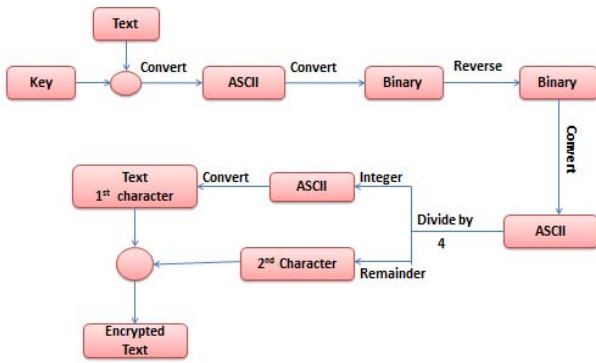 Text
Key
Convert
ASCII
Convert
Binary
Reverse
Binary
Convert
ASCII
Divide by
4
Integer
ASCII
Convert
Text
1st character
Remainder
2nd Character
Encrypted
Text